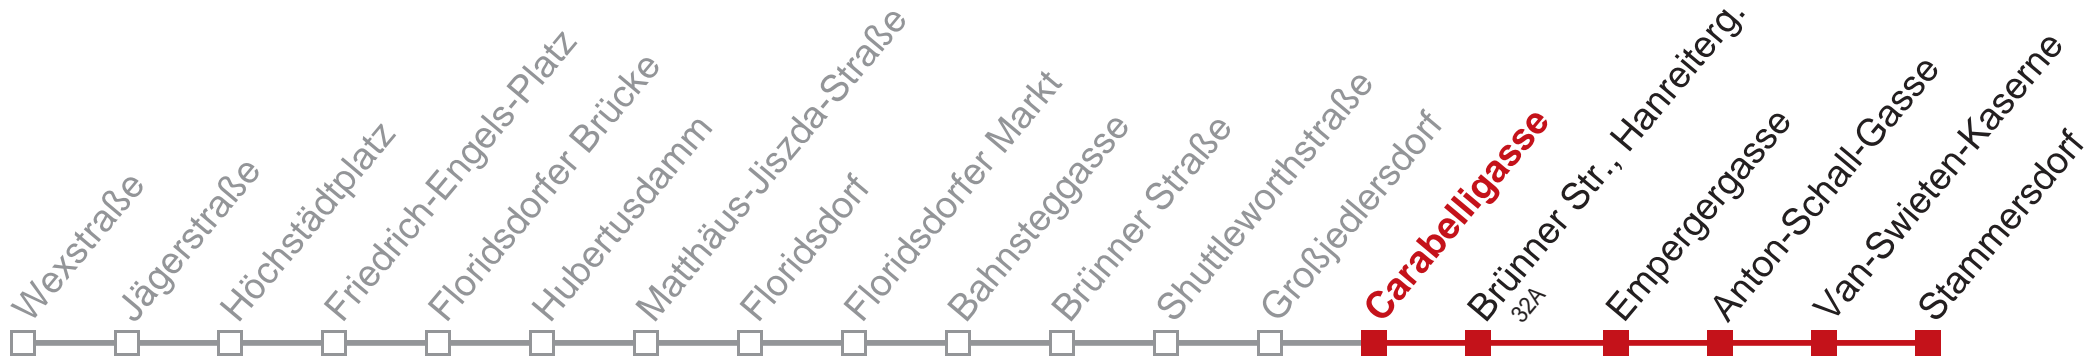 Wexstraße
Jägerstraße
Höchstädtplatz
Friedrich-Engels-Platz
Floridsdorfer Brücke
Hubertusdamm
Matthäus-Jiszda-Straße
Floridsdorf
Floridsdorfer Markt
Bahnsteggasse
Brünner Straße
Shuttleworthstraße
Großjedlersdorf
Carabelligasse
Brünner Str., Hanreiterg.
32A
Empergergasse
Anton-Schall-Gasse
Van-Swieten-Kaserne
Stammersdorf